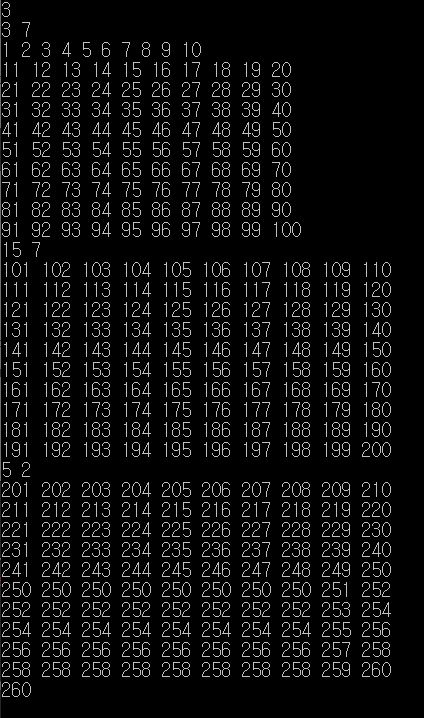 3
3 7
1 2 3 4 5 6 7 8 9 10
11 12 13 14 15 16 17 18 19 20
21 22 23 24 25 26 27 28 29 30
31 32 33 34 35 36 37 38 39 40
41 42 43 44 45 46 47 48 49 50
51 52 53 54 55 56 57 58 59 60
61 62 63 64 65 66 67 68 69 70
71 72 73 74 75 76 77 78 79 80
81 82 83 84 85 86 87 88 89 90
91 92 93 94 95 96 97 98 99 100
15 7
101 102 103 104 105 106 107 108 109 110
111 112 113 114 115 116 117 118 119 120
121 122 123 124 125 126 127 128 129 130
131 132 133 134 135 136 137 138 139 140
141 142 143 144 145 146 147 148 149 150
151 152 153 154 155 156 157 158 159 160
161 162 163 164 165 166 167 168 169 170
171 172 173 174 175 176 177 178 179 180
181 182 183 184 185 186 187 188 189 190
191 192 193 194 195 196 197 198 199 200
5 2
201 202 203 204 205 206 207 208 209 210
211 212 213 214 215 216 217 218 219 220
221 222 223 224 225 226 227 228 229 230
231 232 233 234 235 236 237 238 239 240
241 242 243 244 245 246 247 248 249 250
250 250 250 250 250 250 250 250 251 252
252 252 252 252 252 252 252 252 253 254
254 254 254 254 254 254 254 254 255 256
256 256 256 256 256 256 256 256 257 258
258 258 258 258 258 258 258 258 259 260
260